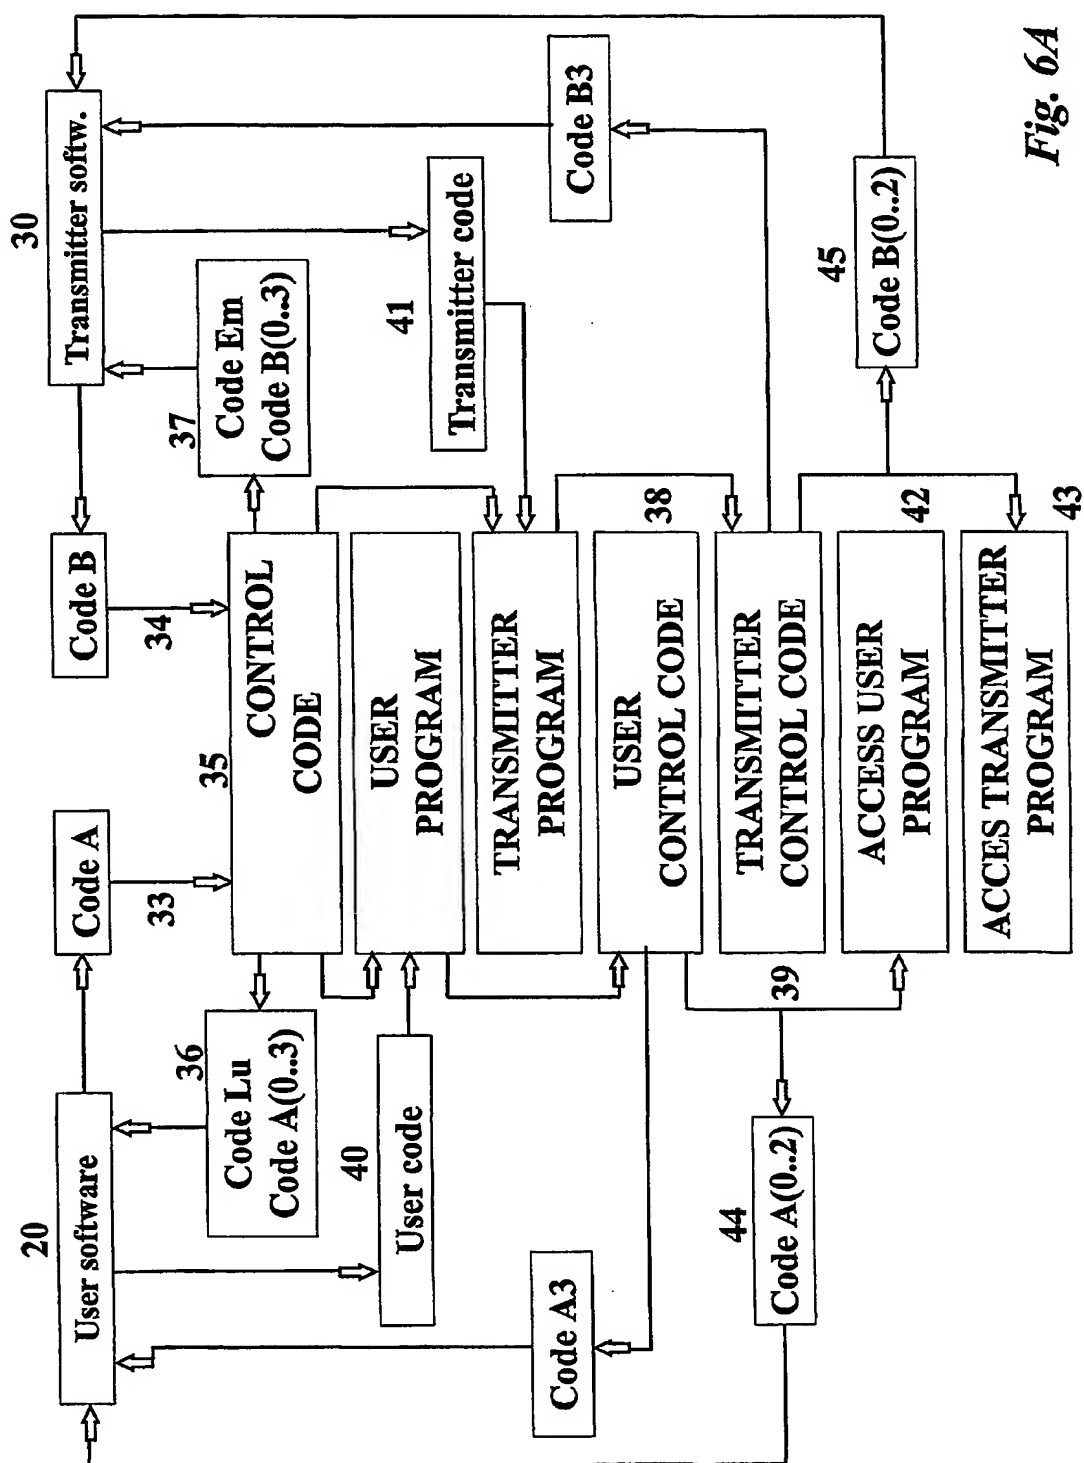 20
User software
Code A
33
Code B
34
30
Transmitter softw.
36
Code Lu
Code A(0..3)
35
CONTROL
CODE
37
Code Em
Code B(0..3)
40
User code
USER
PROGRAM
41
Transmitter code
TRANSMITTER
PROGRAM
Code A3
USER
CONTROL CODE
38
Code B3
TRANSMITTER
CONTROL CODE
39
44
Code A(0..2)
ACCESS USER
PROGRAM
42
45
Code B(0..2)
ACCES TRANSMITTER
PROGRAM
43
Fig. 6A